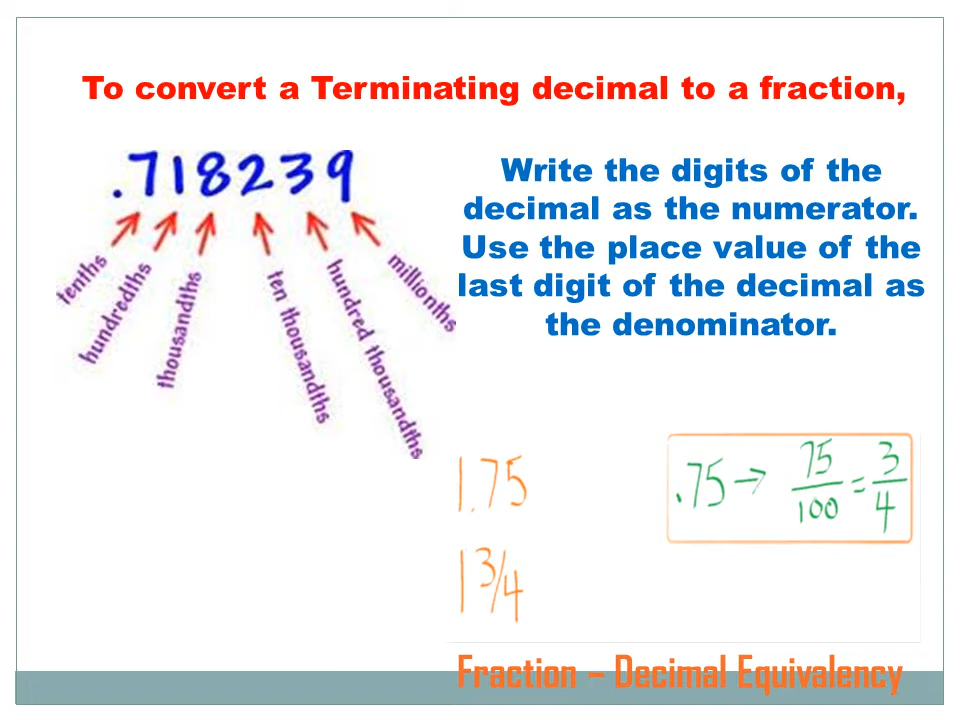 To convert a Terminating decimal to a fraction,
.718239
tenths
hundredths
thousandths
ten thousandths
hundred thousandths
millionths
Write the digits of the
decimal as the numerator.
Use the place value of the
last digit of the decimal as
the denominator.
1.75
.75 → 75/100 = 3/4
1 3/4
Fraction – Decimal Equivalency